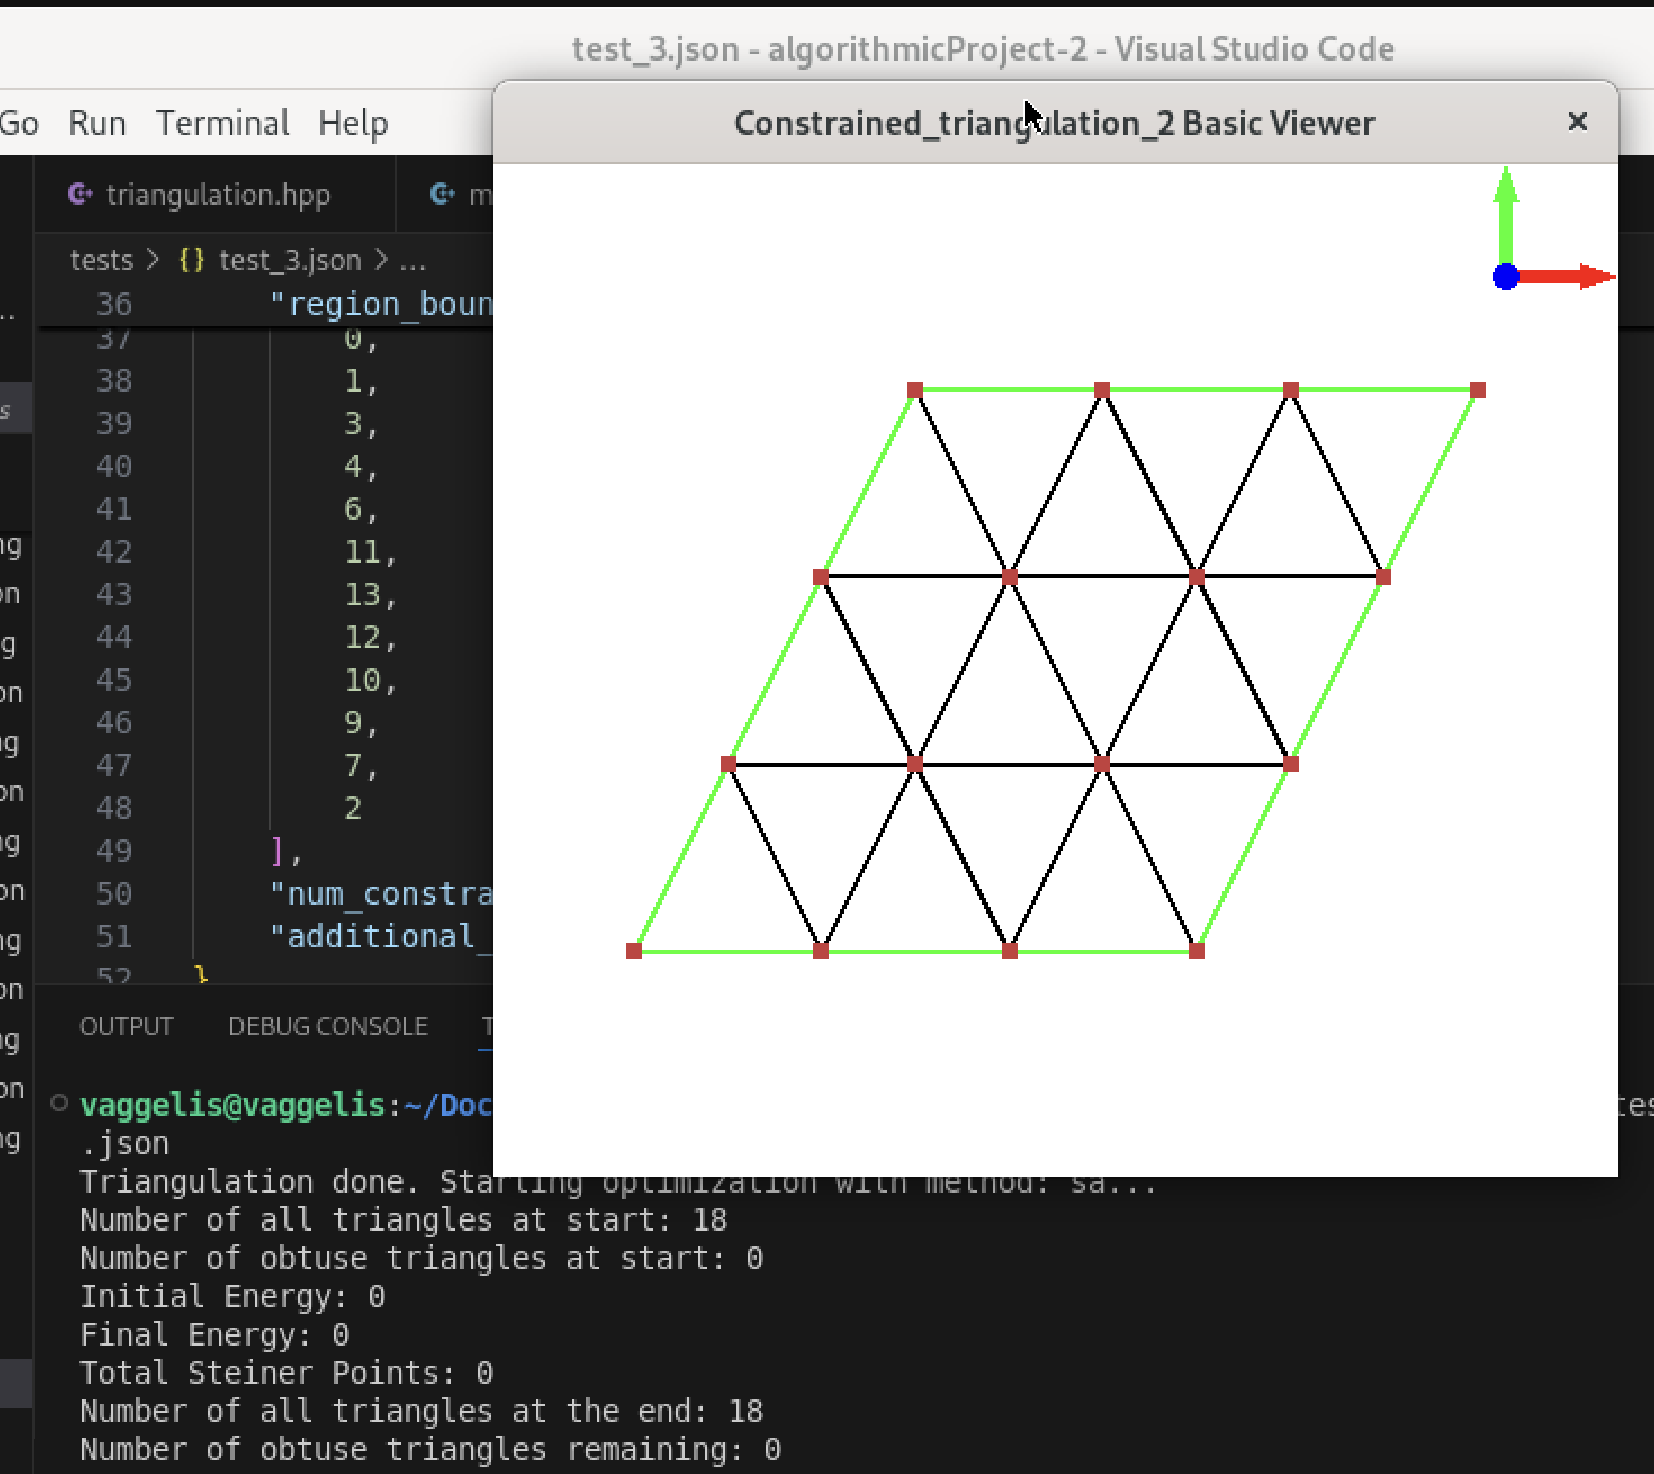 test_3.json - algorithmicProject-2 - Visual Studio Code
Go Run Terminal Help
Constrained_triangulation_2 Basic Viewer ×
triangulation.hpp m
tests > {} test_3.json > ...
36 "region_boun
37 0,
38 1,
39 3,
40 4,
41 6,
42 11,
43 13,
44 12,
45 10,
46 9,
47 7,
48 2
49 ],
50 "num_constra
51 "additional_
52 }
OUTPUT DEBUG CONSOLE T
vaggelis@vaggelis:~/Doc tes
.json
Triangulation done. Starting optimization with method: sa...
Number of all triangles at start: 18
Number of obtuse triangles at start: 0
Initial Energy: 0
Final Energy: 0
Total Steiner Points: 0
Number of all triangles at the end: 18
Number of obtuse triangles remaining: 0